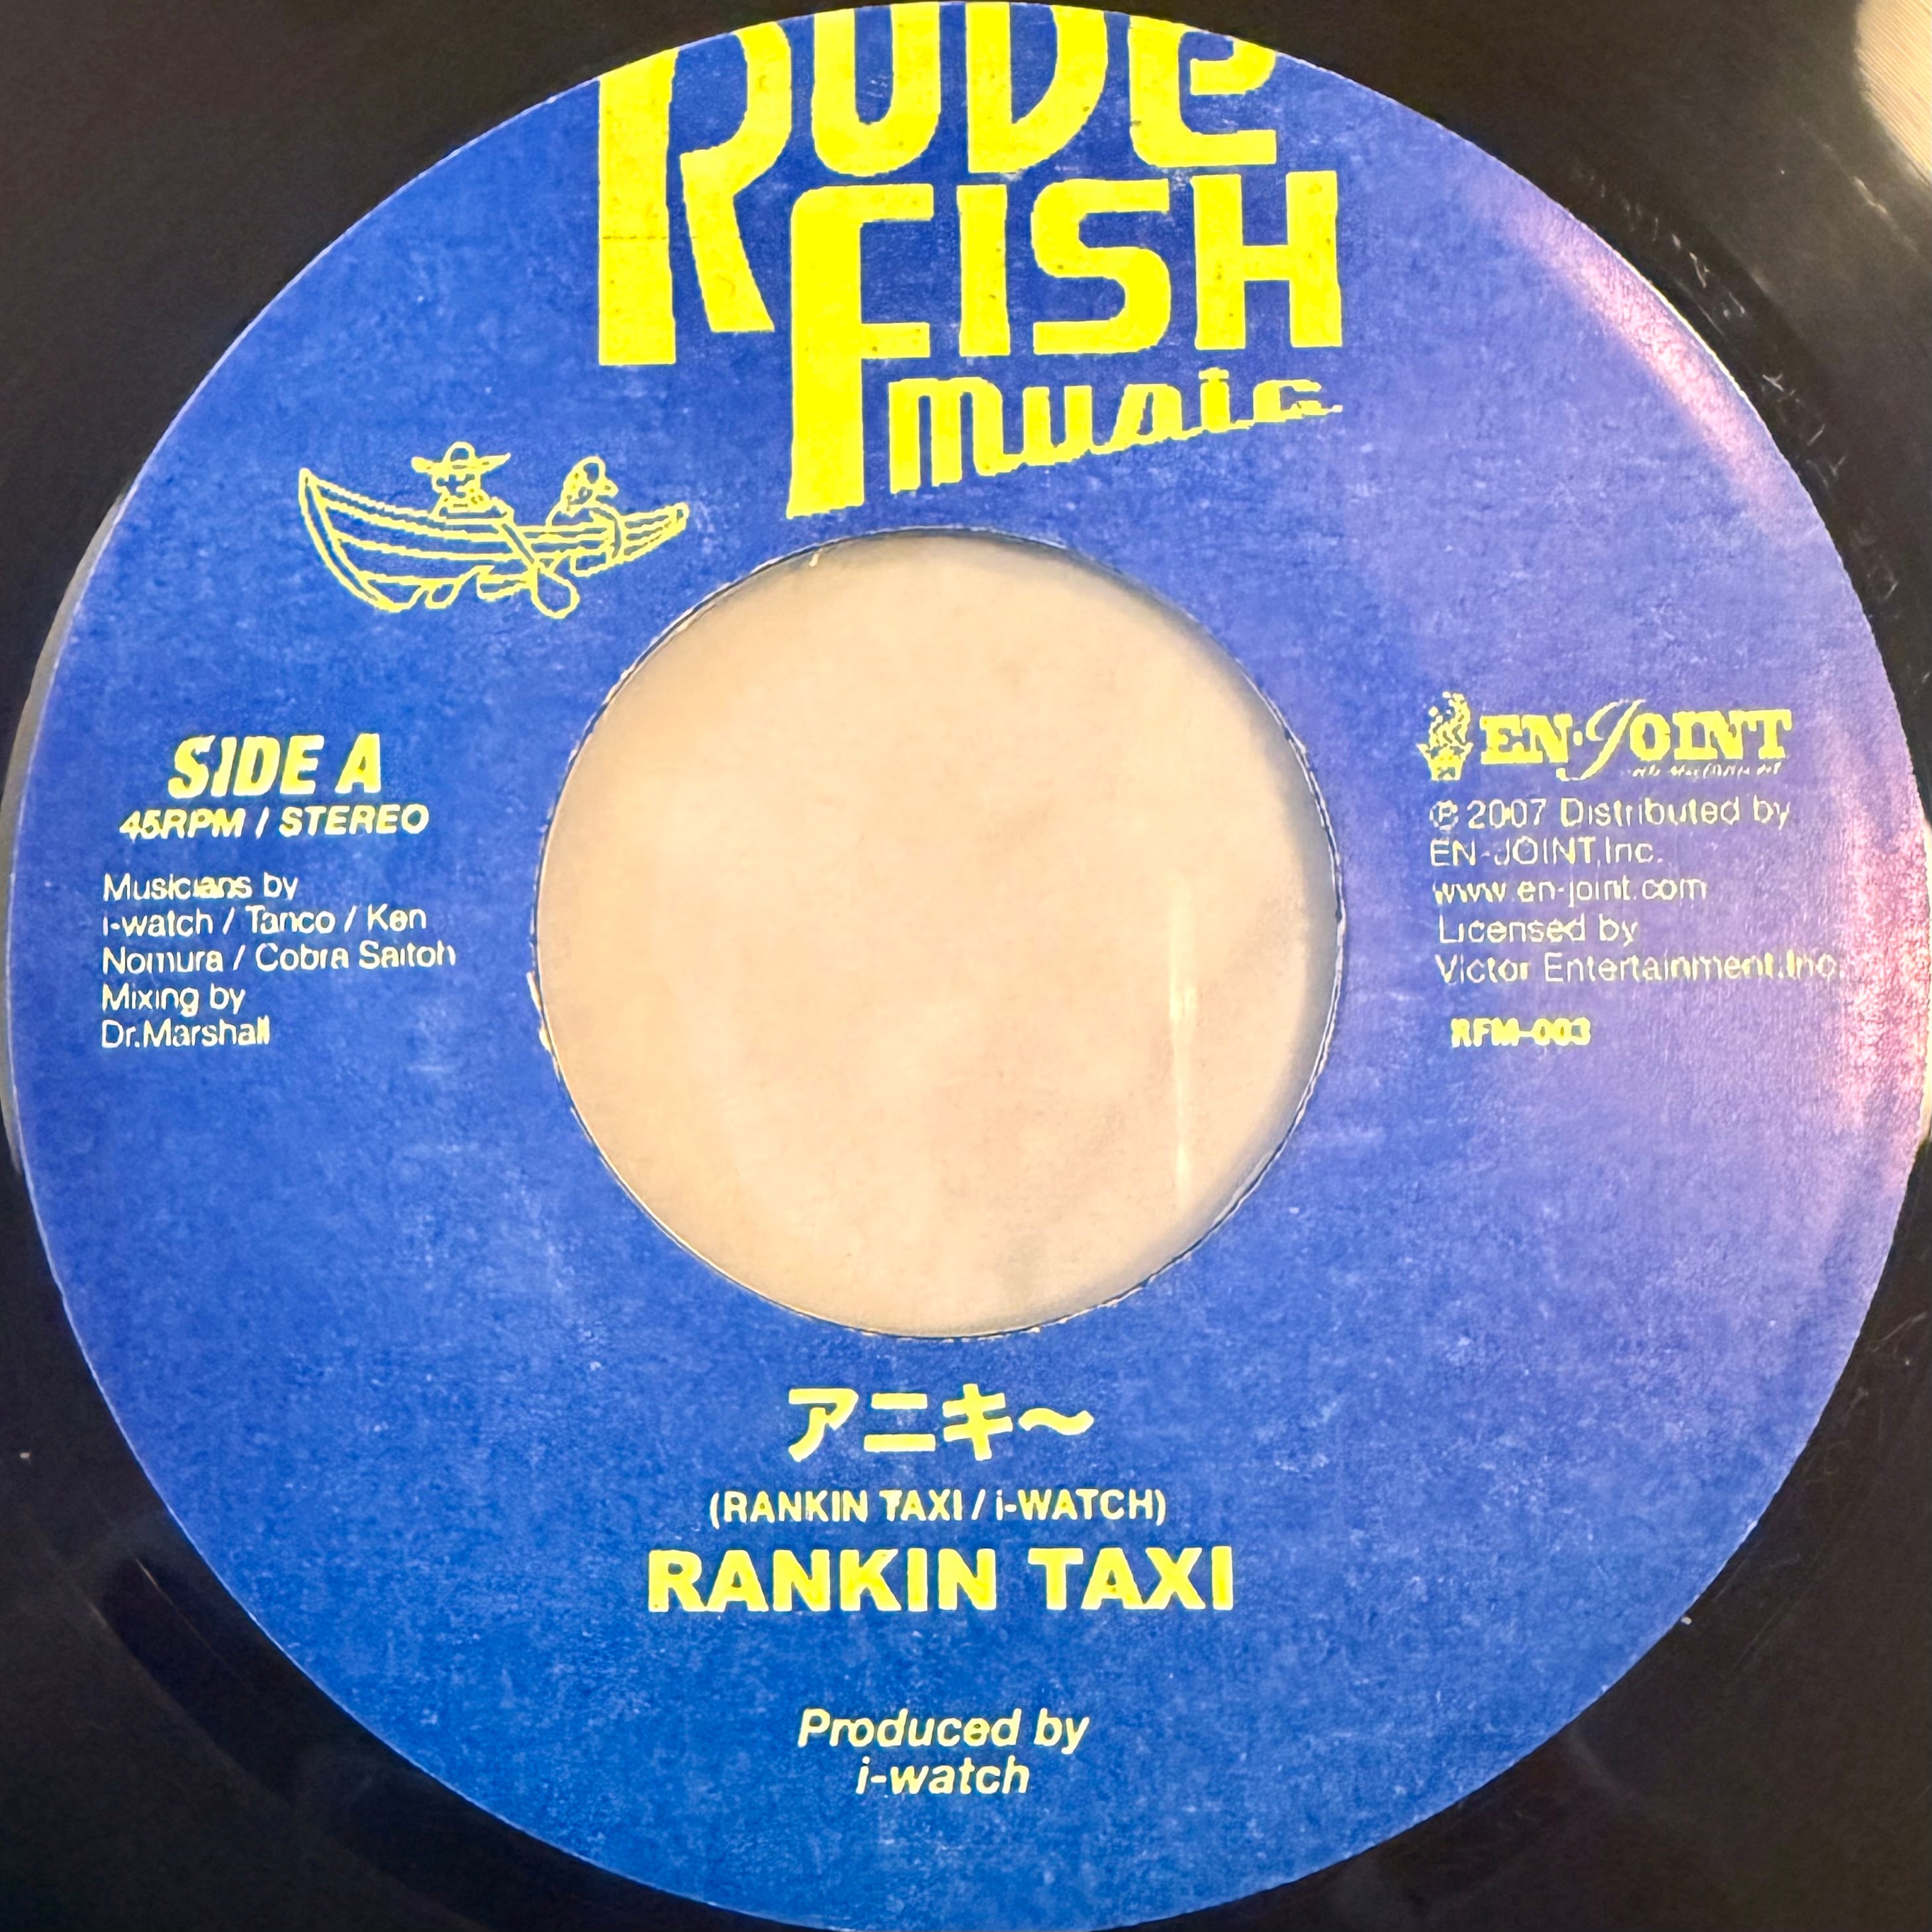 RUDE
FISH
music
SIDE A
45RPM / STEREO
Musicians by
i-watch / Tanco / Ken
Nomura / Cobra Saitoh
Mixing by
Dr.Marshall
EN·JOINT
℗ 2007 Distributed by
EN-JOINT,Inc.
www.en-joint.com
Licensed by
Victor Entertainment,Inc.
RFM-003
アニキ〜
(RANKIN TAXI / i-WATCH)
RANKIN TAXI
Produced by
i-watch